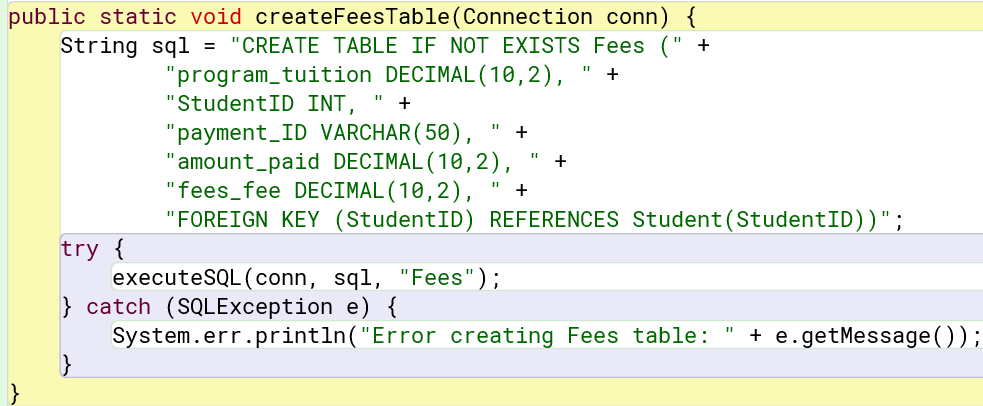 public static void createFeesTable(Connection conn) {
    String sql = "CREATE TABLE IF NOT EXISTS Fees (" +
            "program_tuition DECIMAL(10,2), " +
            "StudentID INT, " +
            "payment_ID VARCHAR(50), " +
            "amount_paid DECIMAL(10,2), " +
            "fees_fee DECIMAL(10,2), " +
            "FOREIGN KEY (StudentID) REFERENCES Student(StudentID))";
    try {
        executeSQL(conn, sql, "Fees");
    } catch (SQLException e) {
        System.err.println("Error creating Fees table: " + e.getMessage());
    }
}